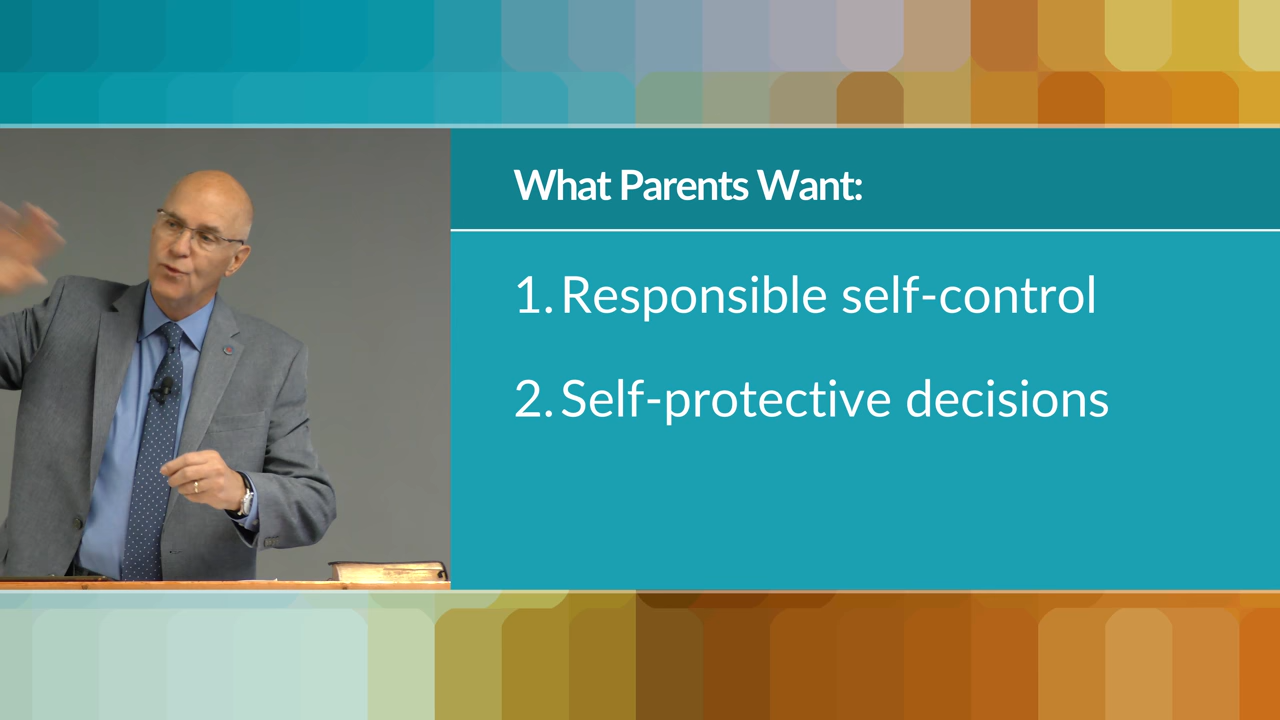 What Parents Want:
1. Responsible self-control
2. Self-protective decisions